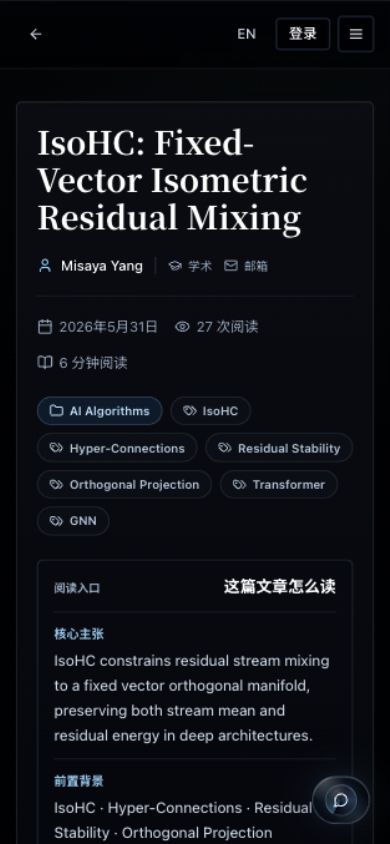 EN 登录
IsoHC: Fixed-
Vector Isometric
Residual Mixing
Misaya Yang 学术 邮箱
2026年5月31日 27 次阅读
6 分钟阅读
AI Algorithms IsoHC
Hyper-Connections Residual Stability
Orthogonal Projection Transformer
GNN
阅读入口 这篇文章怎么读
核心主张
IsoHC constrains residual stream mixing
to a fixed vector orthogonal manifold,
preserving both stream mean and
residual energy in deep architectures.
前置背景
IsoHC · Hyper-Connections · Residual
Stability · Orthogonal Projection